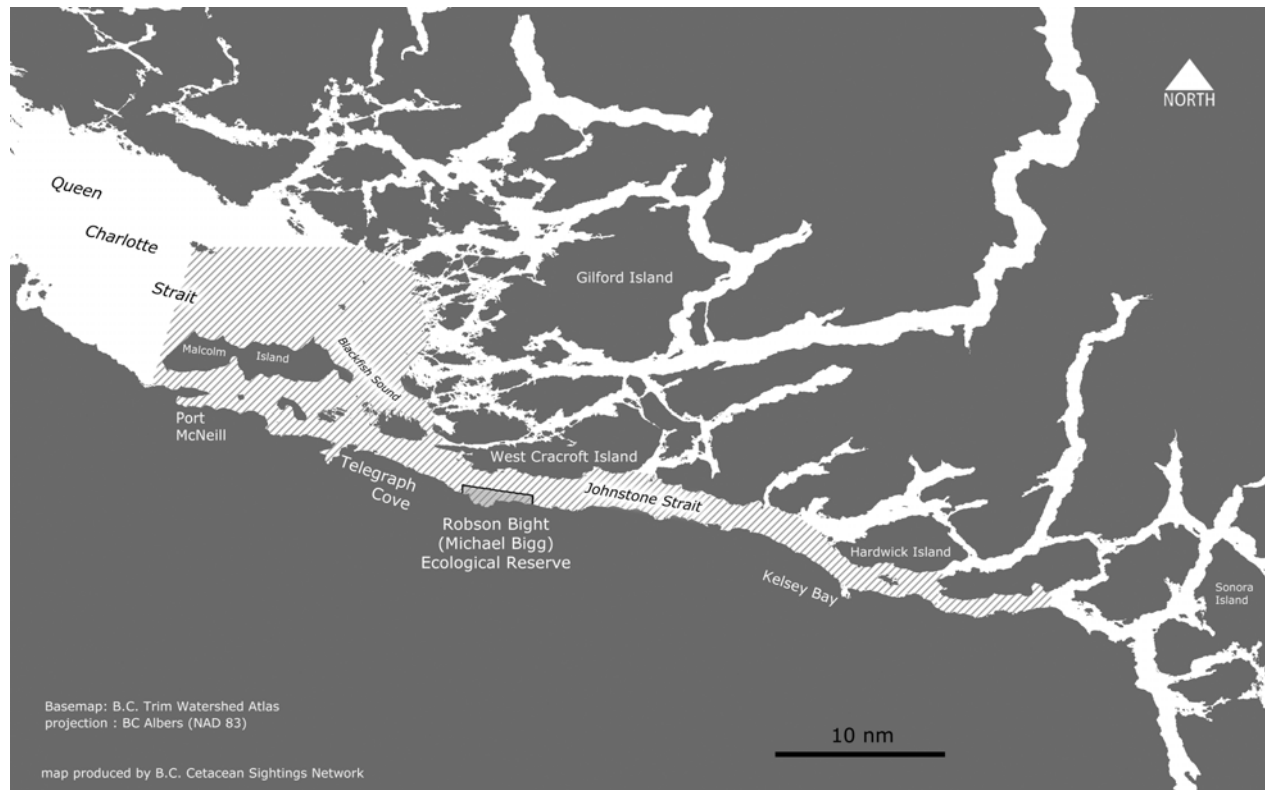 NORTH
Queen
Charlotte
Strait
Gilford Island
Malcolm Island
Blackfish Sound
Port
McNeill
Telegraph
Cove
West Cracroft Island
Johnstone Strait
Robson Bight
(Michael Bigg)
Ecological Reserve
Hardwick Island
Kelsey Bay
Sonora
Island
Basemap: B.C. Trim Watershed Atlas
projection : BC Albers (NAD 83)
10 nm
map produced by B.C. Cetacean Sightings Network